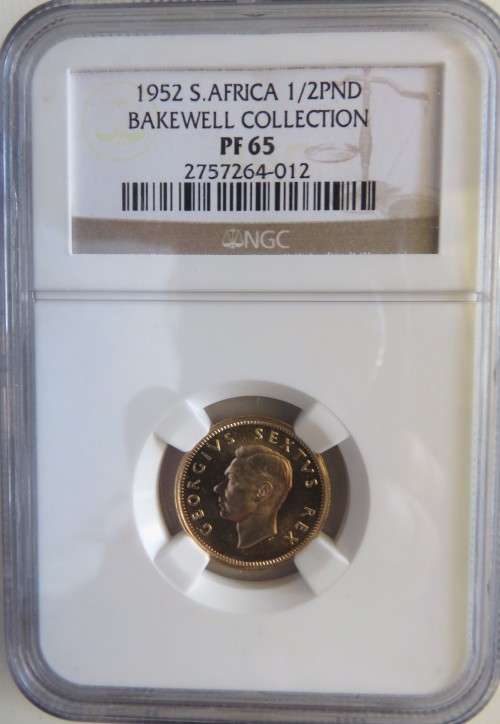 1952 S.AFRICA 1/2PND
BAKEWELL COLLECTION
PF 65
2757264-012
NGC
GEORGIVS SEXTVS REX